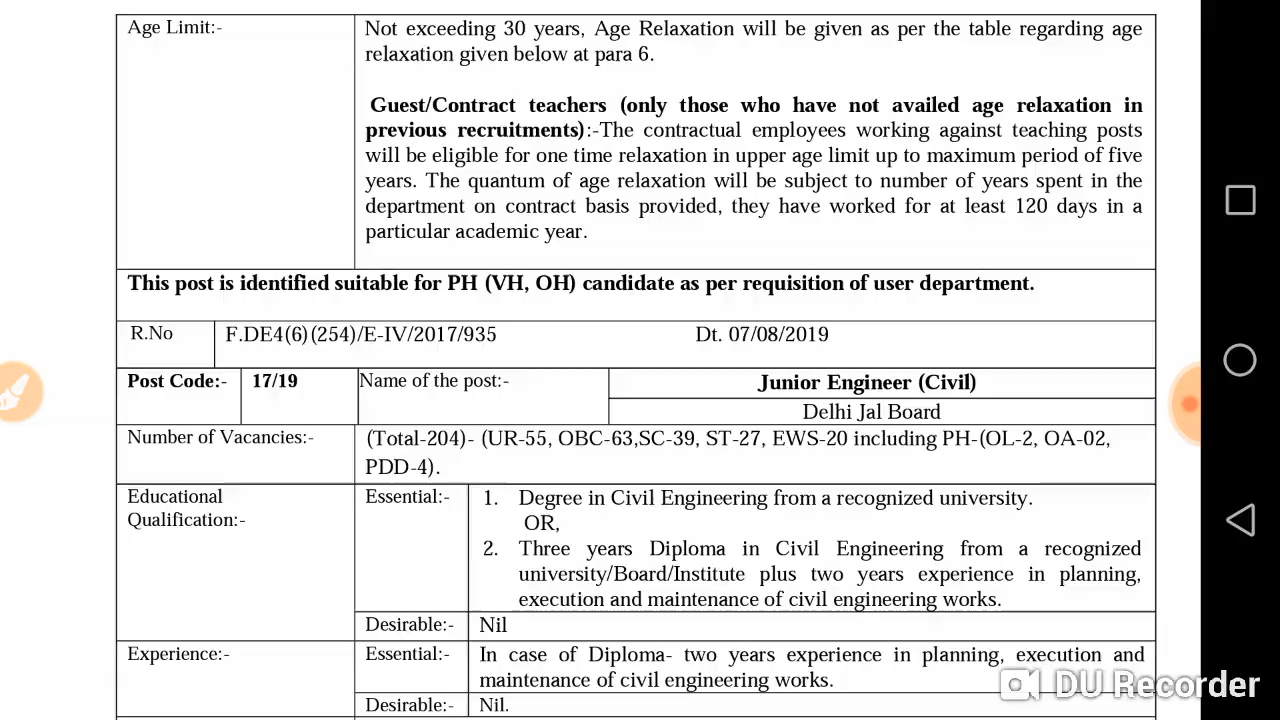 Age Limit:- Not exceeding 30 years, Age Relaxation will be given as per the table regarding age
relaxation given below at para 6.
Guest/Contract teachers (only those who have not availed age relaxation in
previous recruitments):-The contractual employees working against teaching posts
will be eligible for one time relaxation in upper age limit up to maximum period of five
years. The quantum of age relaxation will be subject to number of years spent in the
department on contract basis provided, they have worked for at least 120 days in a
particular academic year.
This post is identified suitable for PH (VH, OH) candidate as per requisition of user department.
R.No F.DE4(6)(254)/E-IV/2017/935 Dt. 07/08/2019
Post Code:- 17/19 Name of the post:- Junior Engineer (Civil)
Delhi Jal Board
Number of Vacancies:- (Total-204)- (UR-55, OBC-63,SC-39, ST-27, EWS-20 including PH-(OL-2, OA-02,
PDD-4).
Educational Essential:- 1. Degree in Civil Engineering from a recognized university.
Qualification:- OR,
2. Three years Diploma in Civil Engineering from a recognized
university/Board/Institute plus two years experience in planning,
execution and maintenance of civil engineering works.
Desirable:- Nil
Experience:- Essential:- In case of Diploma- two years experience in planning, execution and
maintenance of civil engineering works.
Desirable:- Nil.
DU Recorder